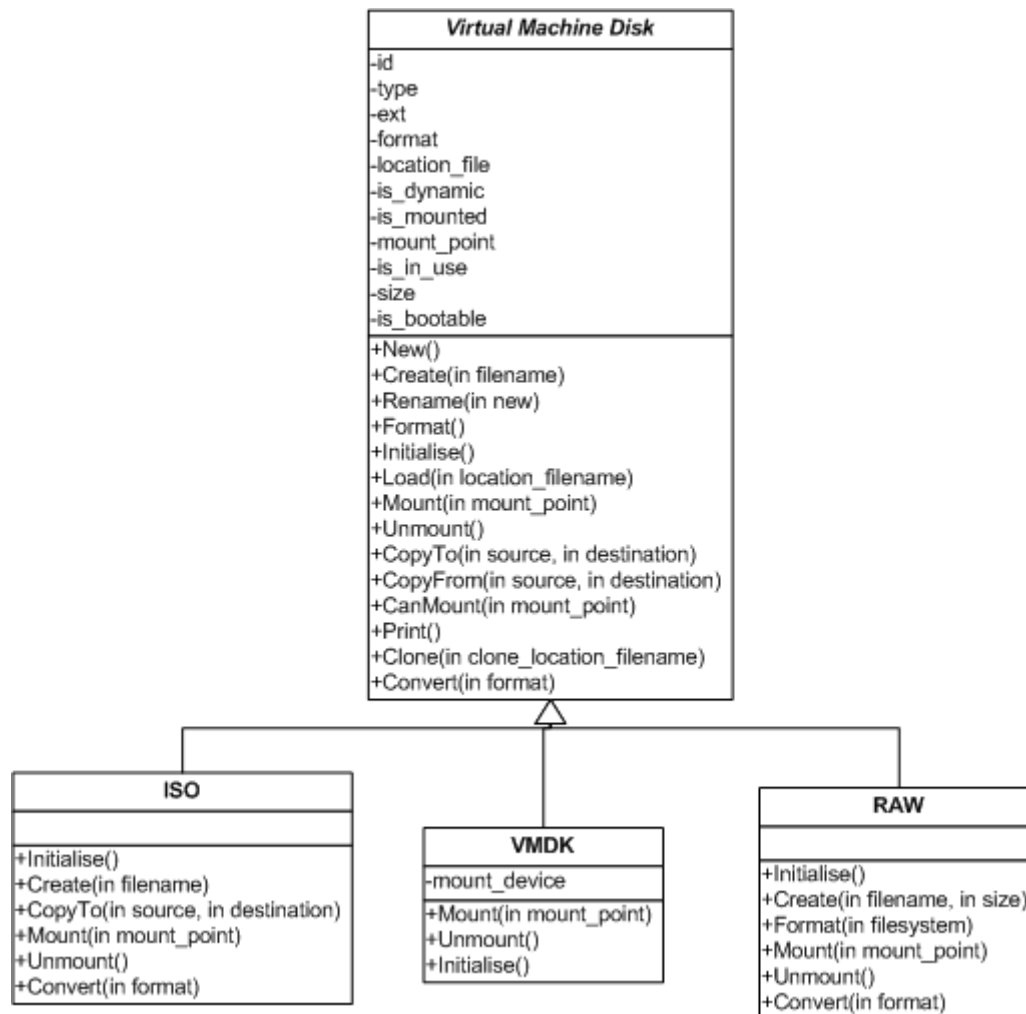 Virtual Machine Disk
-id
-type
-ext
-format
-location_file
-is_dynamic
-is_mounted
-mount_point
-is_in_use
-size
-is_bootable
+New()
+Create(in filename)
+Rename(in new)
+Format()
+Initialise()
+Load(in location_filename)
+Mount(in mount_point)
+Unmount()
+CopyTo(in source, in destination)
+CopyFrom(in source, in destination)
+CanMount(in mount_point)
+Print()
+Clone(in clone_location_filename)
+Convert(in format)
ISO
+Initialise()
+Create(in filename)
+CopyTo(in source, in destination)
+Mount(in mount_point)
+Unmount()
+Convert(in format)
VMDK
-mount_device
+Mount(in mount_point)
+Unmount()
+Initialise()
RAW
+Initialise()
+Create(in filename, in size)
+Format(in filesystem)
+Mount(in mount_point)
+Unmount()
+Convert(in format)